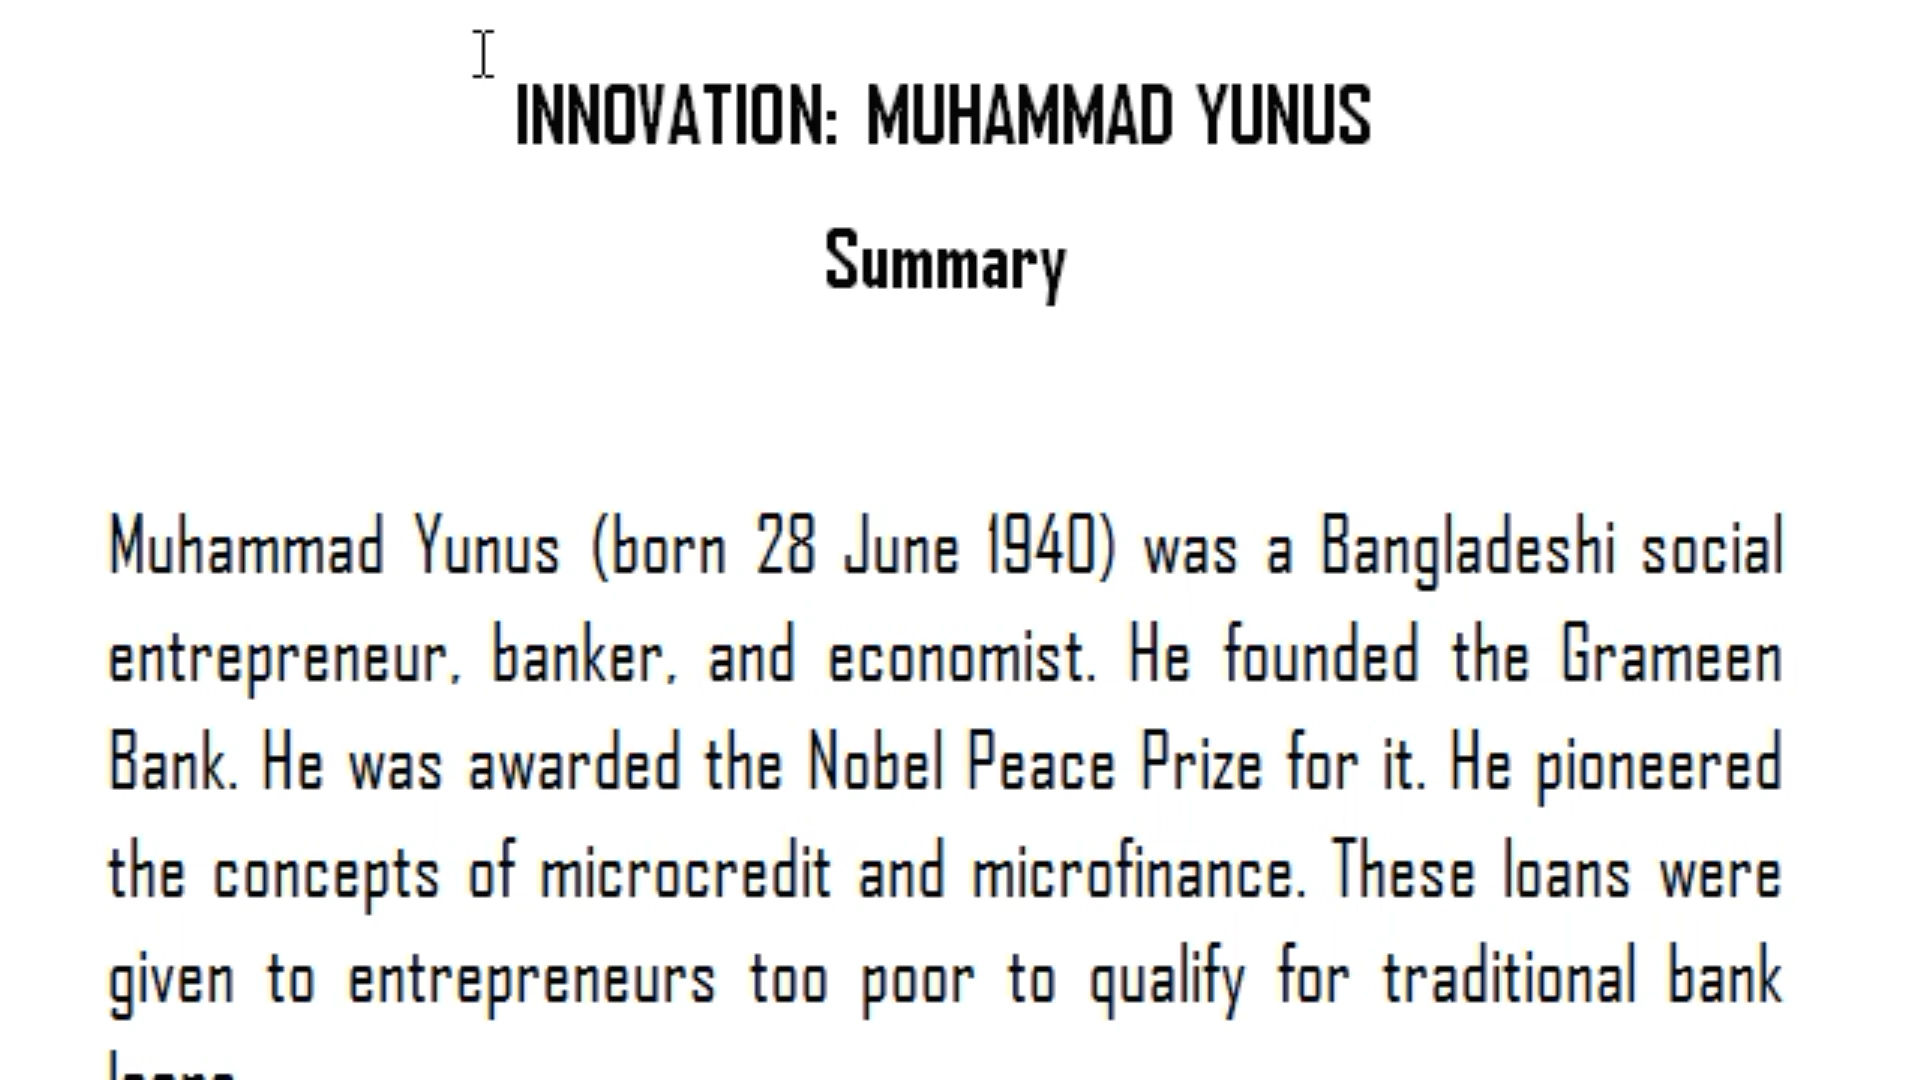 INNOVATION: MUHAMMAD YUNUS
Summary
Muhammad Yunus (born 28 June 1940) was a Bangladeshi social
entrepreneur, banker, and economist. He founded the Grameen
Bank. He was awarded the Nobel Peace Prize for it. He pioneered
the concepts of microcredit and microfinance. These loans were
given to entrepreneurs too poor to qualify for traditional bank